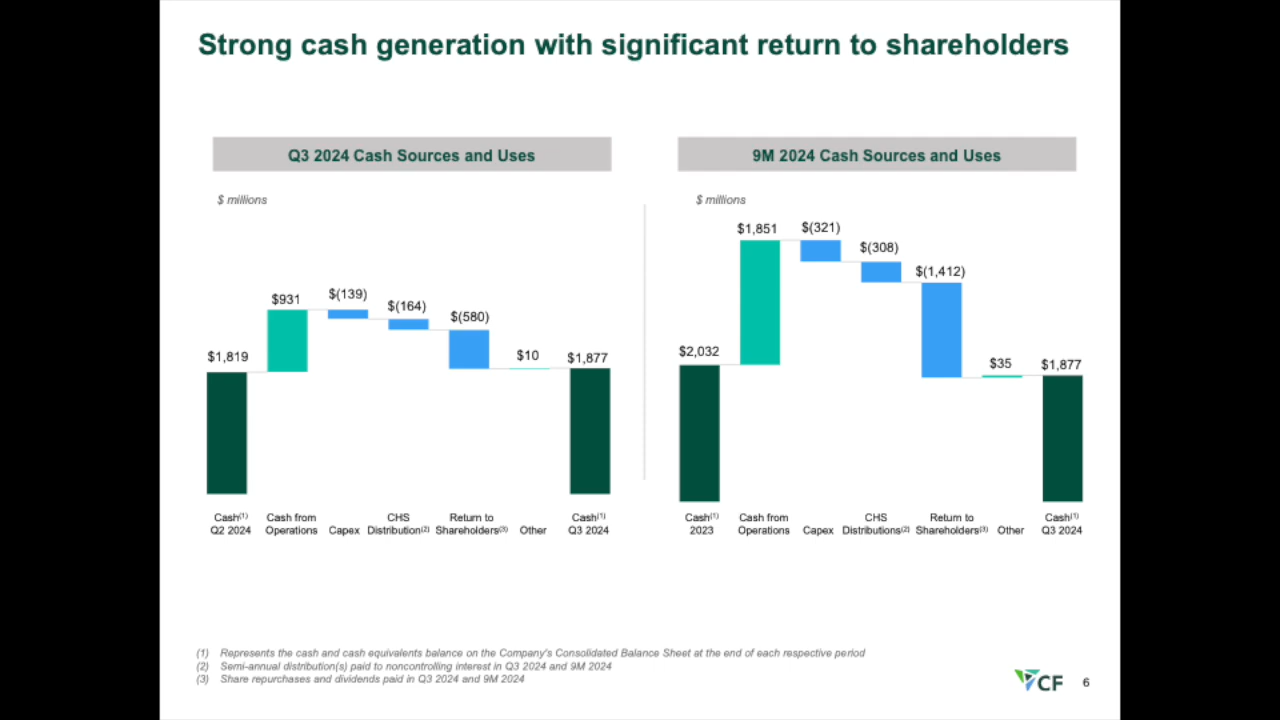 Strong cash generation with significant return to shareholders
Q3 2024 Cash Sources and Uses
$ millions
$1,819
$931
$(139)
$(164)
$(580)
$10
$1,877
Cash(1)
Q2 2024
Cash from
Operations
Capex
CHS
Distribution(2)
Return to
Shareholders(3)
Other
Cash(1)
Q3 2024
9M 2024 Cash Sources and Uses
$ millions
$2,032
$1,851
$(321)
$(308)
$(1,412)
$35
$1,877
Cash(1)
2023
Cash from
Operations
Capex
CHS
Distributions(2)
Return to
Shareholders(3)
Other
Cash(1)
Q3 2024
(1) Represents the cash and cash equivalents balance on the Company's Consolidated Balance Sheet at the end of each respective period
(2) Semi-annual distribution(s) paid to noncontrolling interest in Q3 2024 and 9M 2024
(3) Share repurchases and dividends paid in Q3 2024 and 9M 2024
CF
6